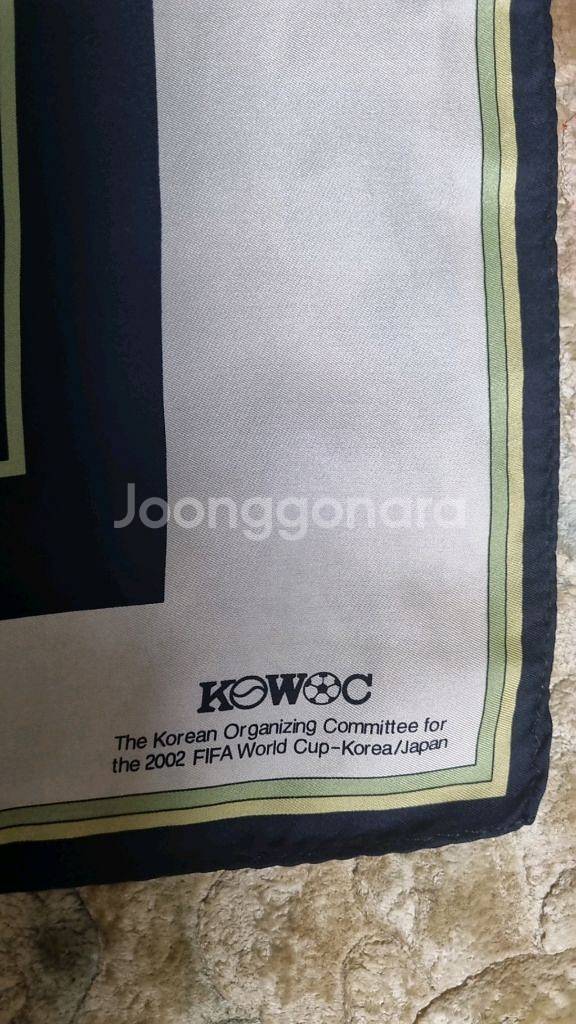 Joonggonara
KOWOC
The Korean Organizing Committee for
the 2002 FIFA World Cup-Korea/Japan